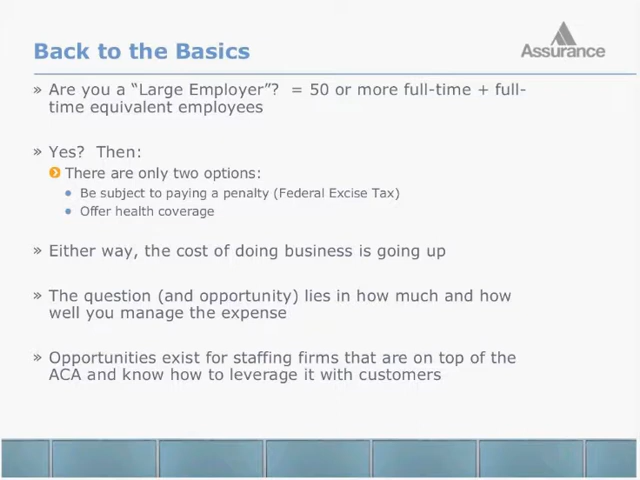 Back to the Basics
Assurance
» Are you a “Large Employer”?  = 50 or more full-time + full-
time equivalent employees
» Yes?  Then:
There are only two options:
• Be subject to paying a penalty (Federal Excise Tax)
• Offer health coverage
» Either way, the cost of doing business is going up
» The question (and opportunity) lies in how much and how
well you manage the expense
» Opportunities exist for staffing firms that are on top of the
ACA and know how to leverage it with customers